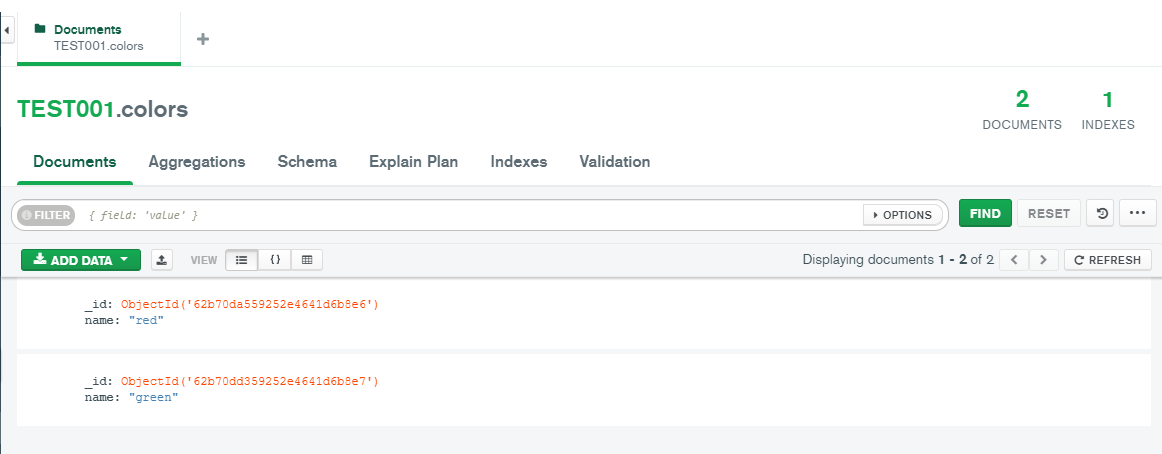 Documents
TEST001.colors
TEST001.colors
2
DOCUMENTS
1
INDEXES
Documents Aggregations Schema Explain Plan Indexes Validation
FILTER { field: 'value' } OPTIONS FIND RESET
ADD DATA VIEW {} Displaying documents 1 - 2 of 2 REFRESH
_id: ObjectId('62b70da559252e4641d6b8e6')
name: "red"
_id: ObjectId('62b70dd359252e4641d6b8e7')
name: "green"